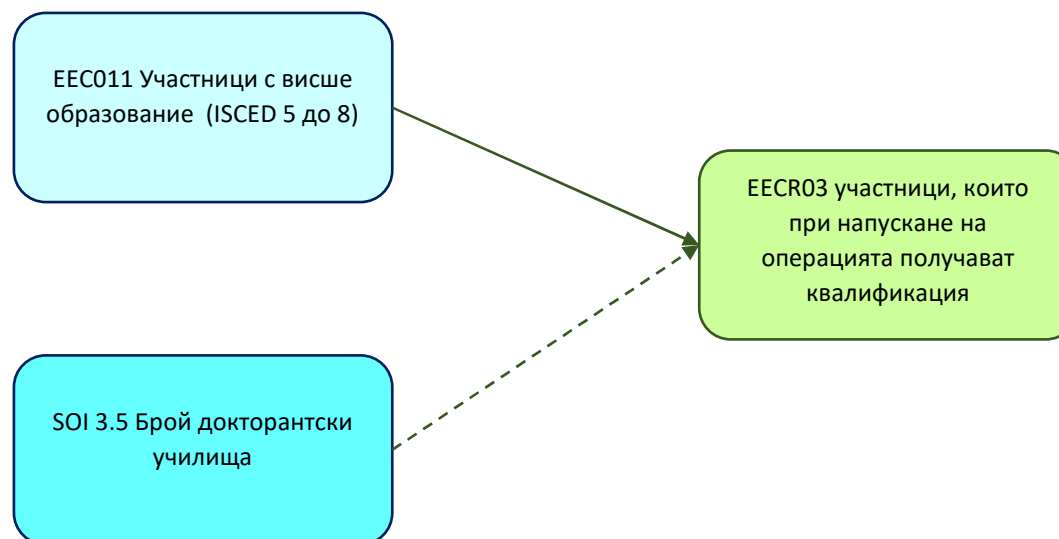 ЕЕСО11 Участници с висше
образование (ISCED 5 до 8)
EECR03 участници, които
при напускане на
операцията получават
квалификация
SOI 3.5 Брой докторантски
училища